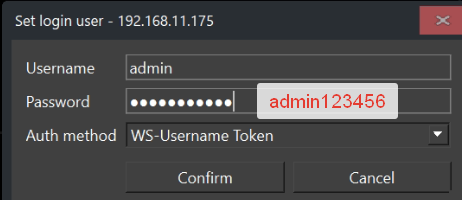 Set login user - 192.168.11.175
Username admin
Password ●●●●●●●●●●● admin123456
Auth method WS-Username Token
Confirm Cancel